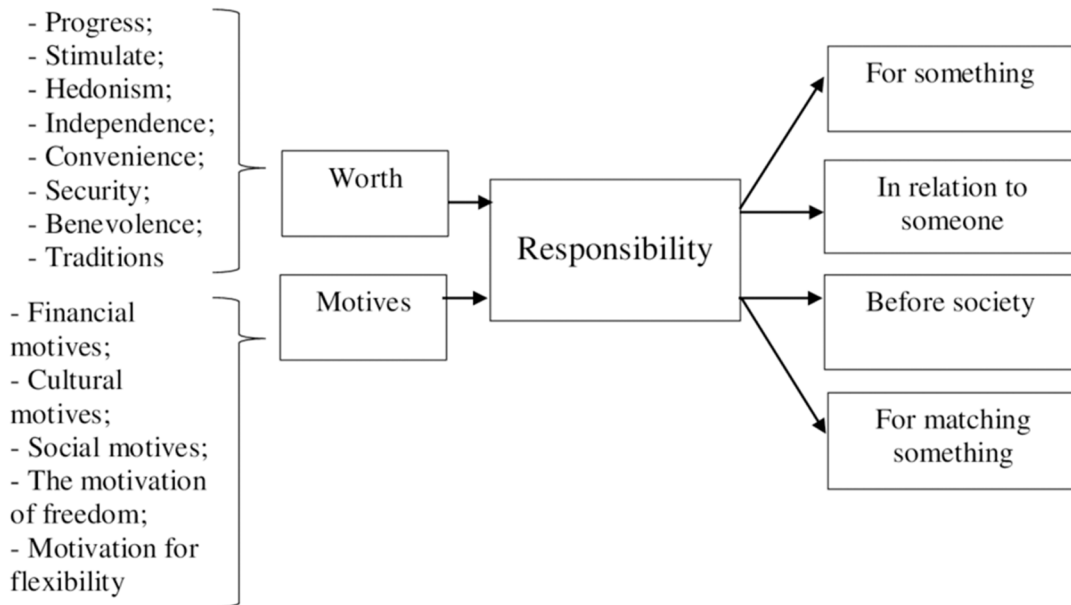 - Progress;
- Stimulate;
- Hedonism;
- Independence;
- Convenience;
- Security;
- Benevolence;
- Traditions
- Financial
motives;
- Cultural
motives;
- Social motives;
- The motivation
of freedom;
- Motivation for
flexibility
Worth
Motives
Responsibility
For something
In relation to
someone
Before society
For matching
something